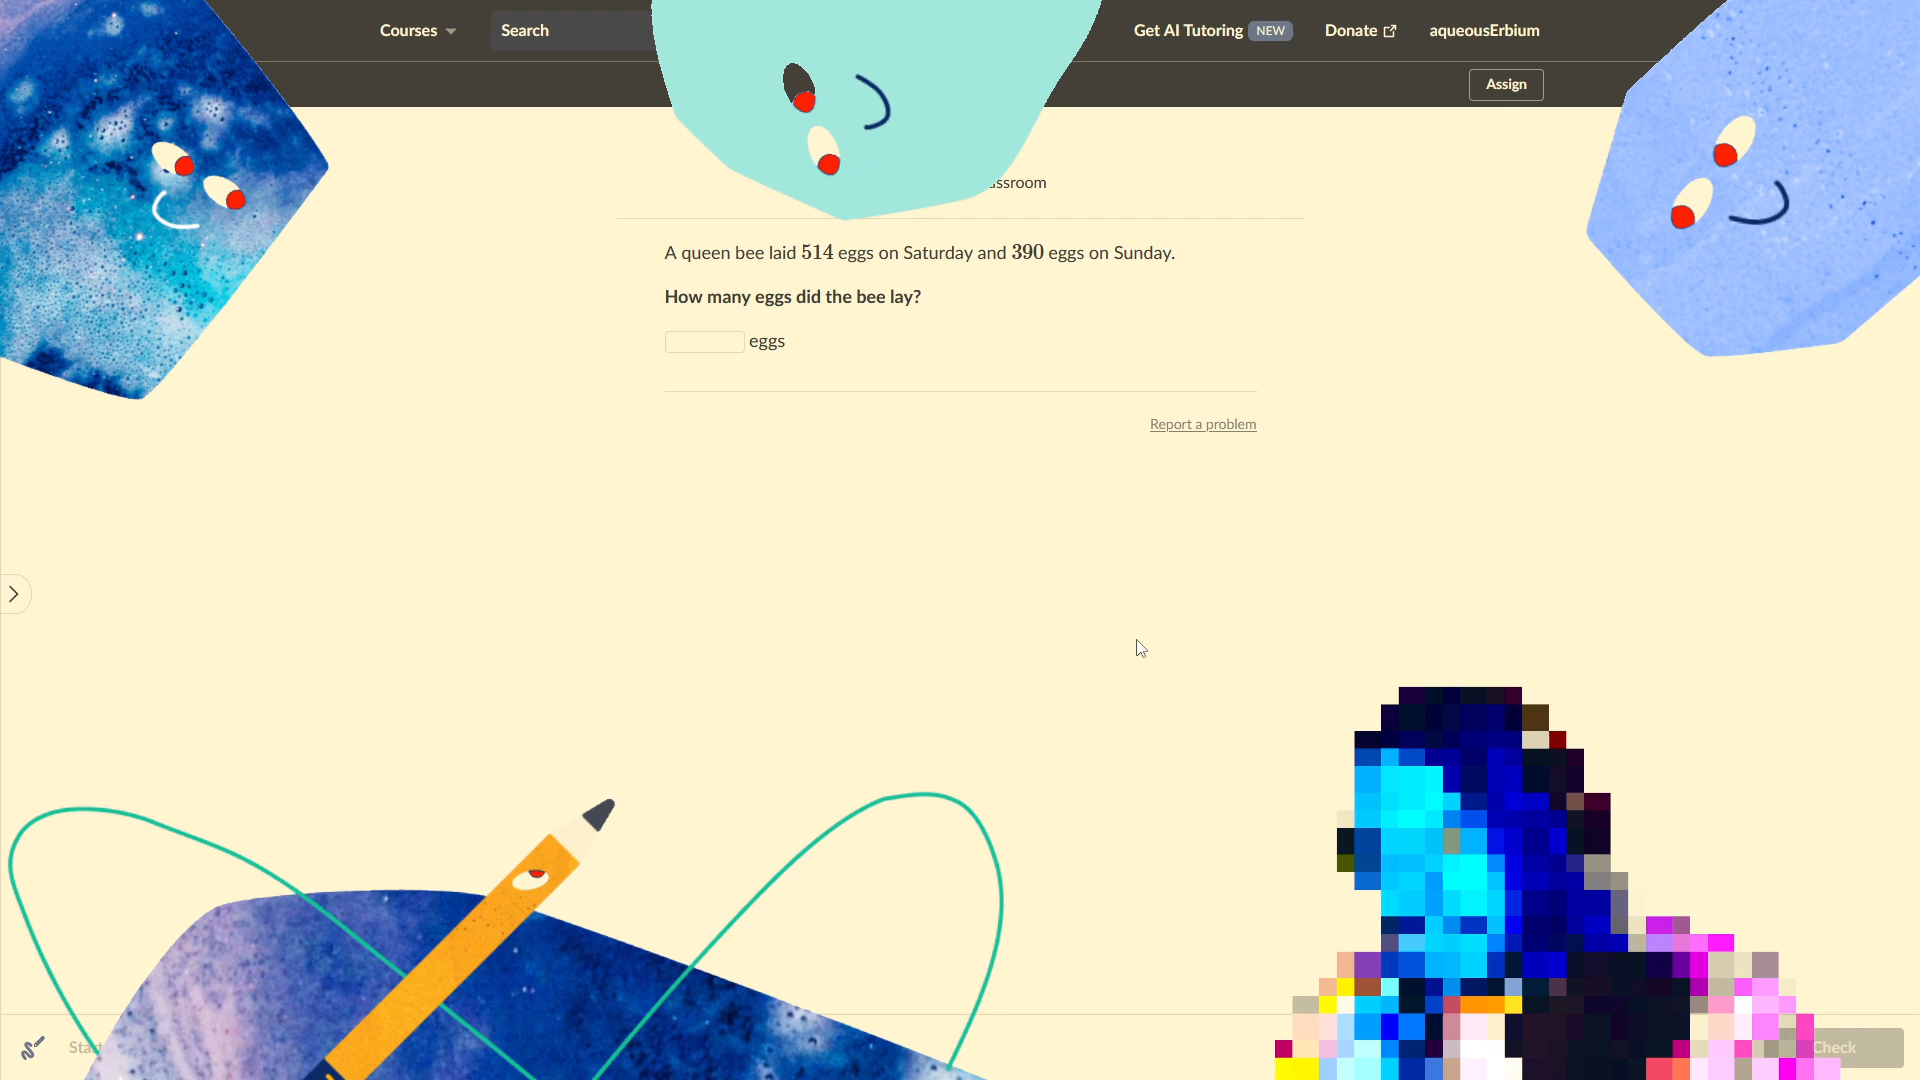 Courses
Search
Get AI Tutoring NEW
Donate
aqueousErbium
Assign
A queen bee laid 514 eggs on Saturday and 390 eggs on Sunday.
How many eggs did the bee lay?
eggs
Report a problem
Check